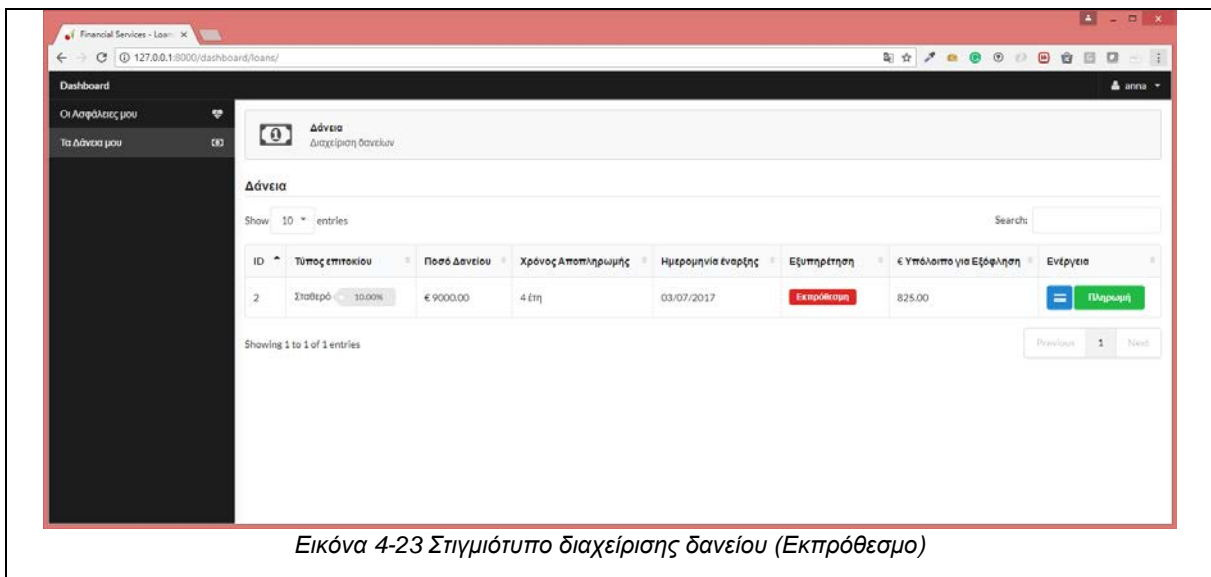 Financial Services - Loan
127.0.0.1:8000/dashboard/loans/
Dashboard
anna
Οι Ασφάλειες μου
Τα Δάνεια μου
Δάνεια
Διαχείριση δανείων
Δάνεια
Show 10 entries
Search:
ID Τύπος επιτοκίου Ποσό Δανείου Χρόνος Αποπληρωμής Ημερομηνία έναρξης Εξυπηρέτηση € Υπόλοιπο για Εξόφληση Ενέργεια
2 Σταθερό 10.00% € 9000.00 4 έτη 03/07/2017 Εκπρόθεσμη 825.00 Πληρωμή
Showing 1 to 1 of 1 entries
Previous 1 Next
Εικόνα 4-23 Στιγμιότυπο διαχείρισης δανείου (Εκπρόθεσμο)